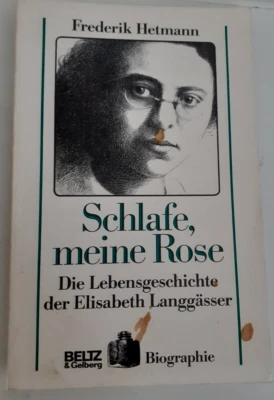 Frederik Hetmann
Schlafe,
meine Rose
Die Lebensgeschichte
der Elisabeth Langgässer
BELTZ
& Gelberg
Biographie